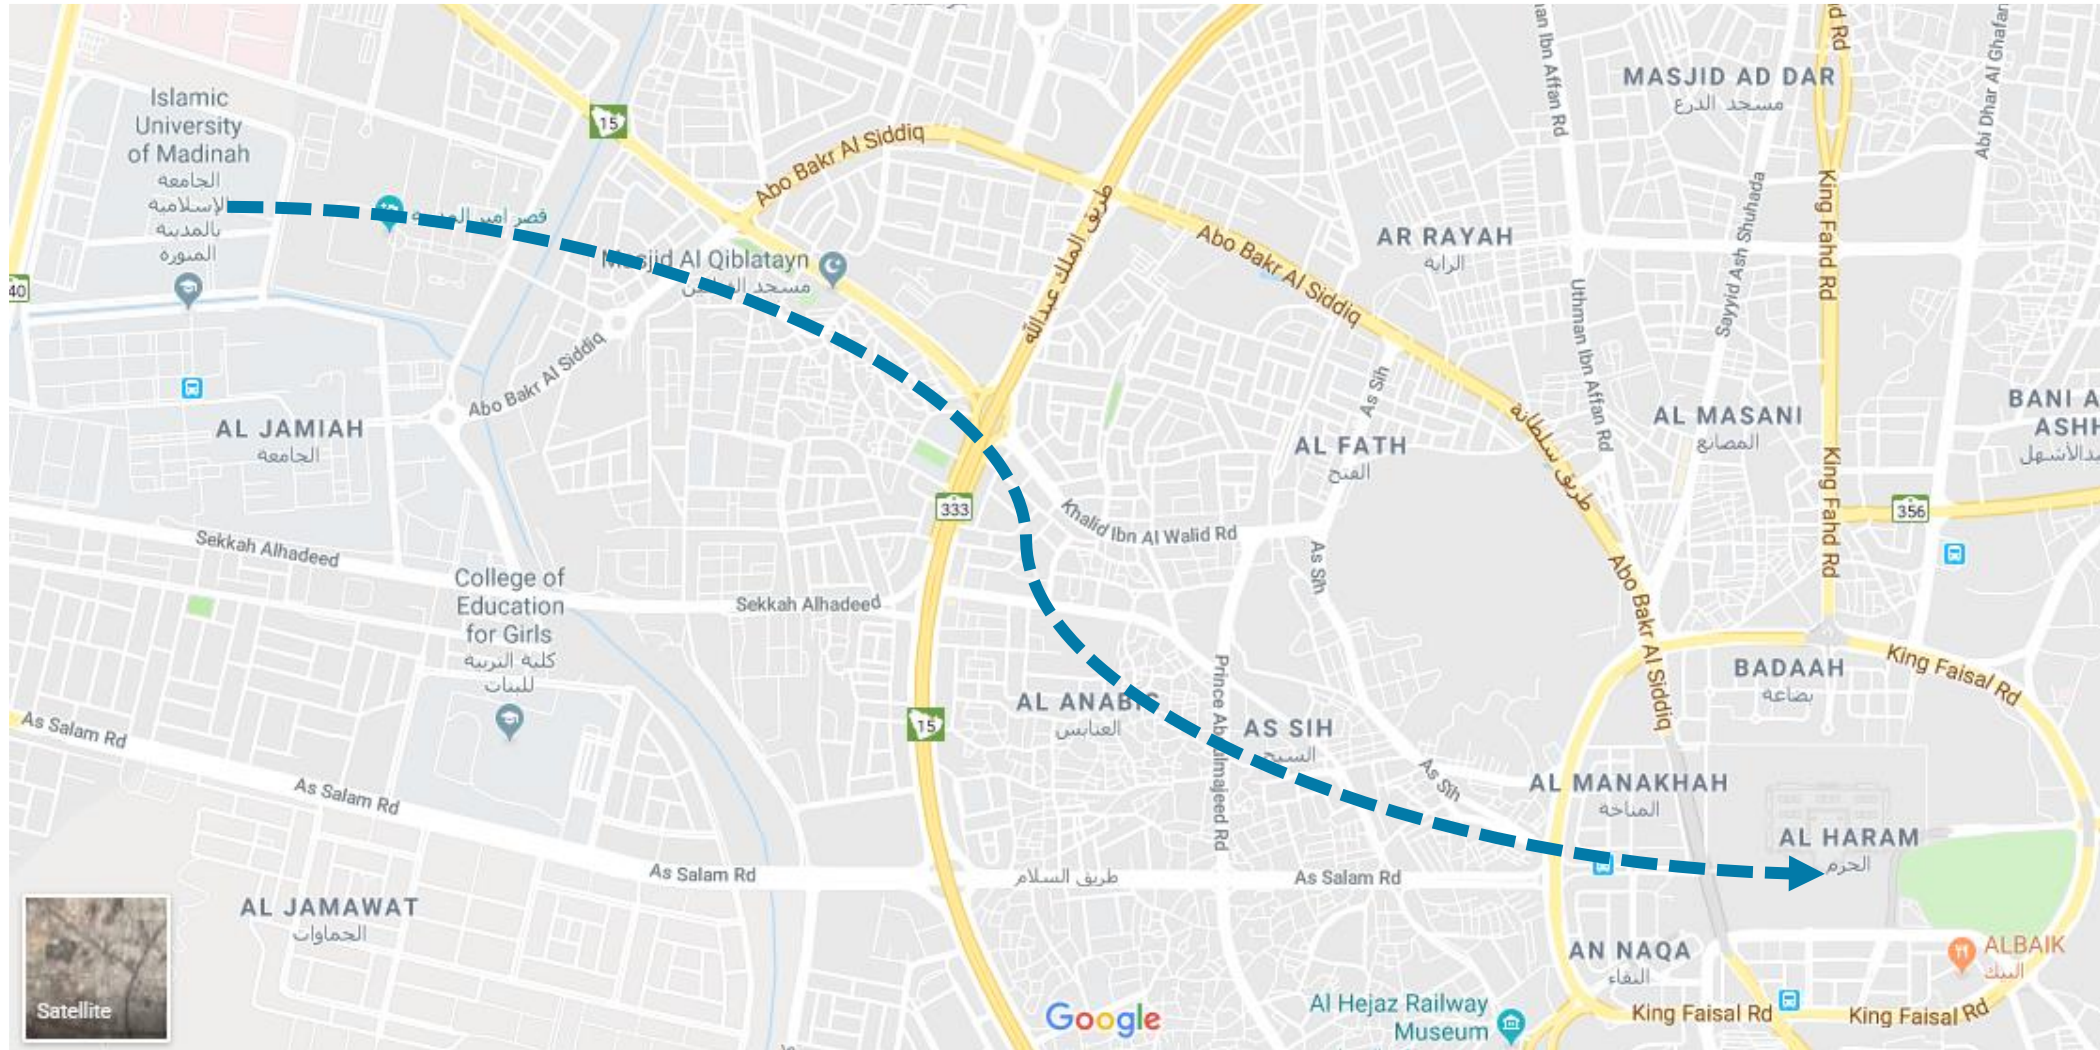 Islamic
University
of Madinah
الجامعة
الإسلامية
بالمدينة
المنورة
15
Abo Bakr Al Siddiq
Abo Bakr Al Siddiq
Abo Bakr Al Siddiq
Abo Bakr Al Siddiq
طريق الملك عبدالله
Uthman Ibn Affan Rd
MASJID AD DAR
مسجد الدرع
King Fahd Rd
King Fahd Rd
Abi Dhar Al Ghafar
Sayyid Ash Shuhada
AR RAYAH
الراية
قصر امير
Masjid Al Qiblatayn
مسجد
40
AL JAMIAH
الجامعة
AL FATH
الفتح
As Sih
As Sih
As Sih
AL MASANI
المصانع
BANI A
ASHH
طريق سلطانة
333
356
Khalid Ibn Al Walid Rd
Sekkah Alhadeed
Sekkah Alhadeed
College of
Education
for Girls
كلية التربية
للبنات
BADAAH
بضاعة
King Faisal Rd
As Salam Rd
As Salam Rd
As Salam Rd
As Salam Rd
طريق السلام
15
AL ANABIS
العنابس
AS SIH
السيح
Prince Abdulmajeed Rd
AL MANAKHAH
المناخة
AL HARAM
الحرم
AL JAMAWAT
الجماوات
AN NAQA
النقاء
ALBAIK
البيك
Al Hejaz Railway
Museum
King Faisal Rd
King Faisal Rd
Satellite
Google